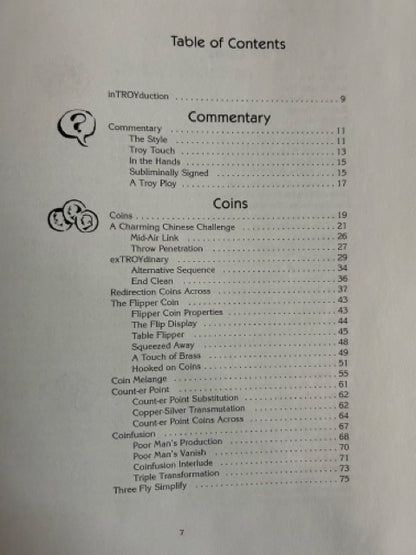 Table of Contents
inTROYduction 9
Commentary
Commentary 11
The Style 11
Troy Touch 13
In the Hands 15
Subliminally Signed 15
A Troy Ploy 17
Coins
Coins 19
A Charming Chinese Challenge 21
Mid-Air Link 26
Throw Penetration 27
exTROYdinary 29
Alternative Sequence 34
End Clean 36
Redirection Coins Across 37
The Flipper Coin 43
Flipper Coin Properties 43
The Flip Display 44
Table Flipper 45
Squeezed Away 48
A Touch of Brass 49
Hooked on Coins 51
Coin Melange 55
Count-er Point 61
Count-er Point Substitution 62
Copper-Silver Transmutation 62
Count-er Point Coins Across 64
Coinfusion 67
Poor Man's Production 68
Poor Man's Vanish 70
Coinfusion Interlude 71
Triple Transformation 73
Three Fly Simplify 75
7